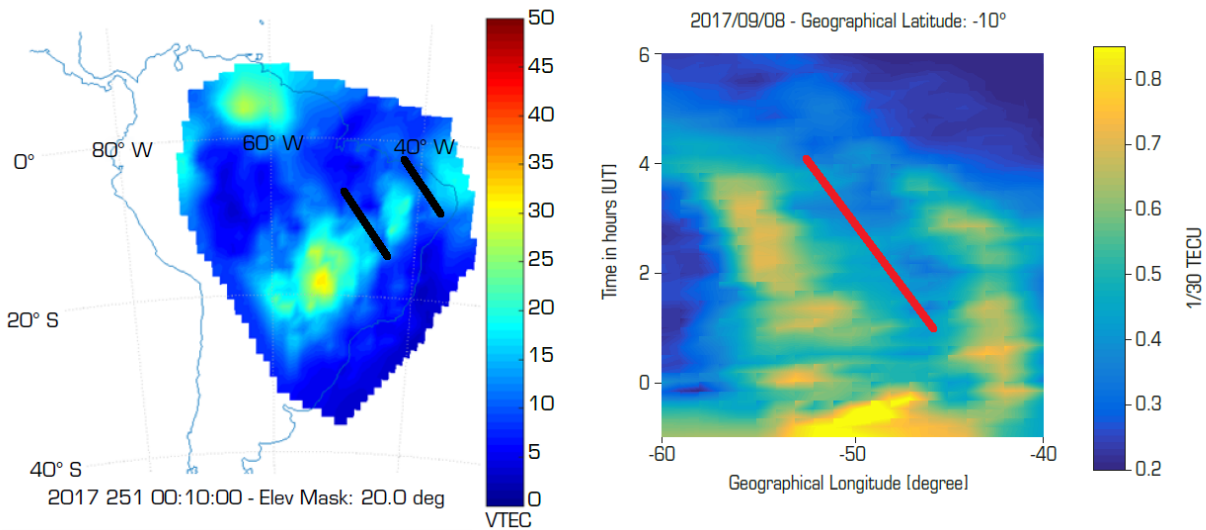 50
45
40
35
30
25
20
15
10
5
0
VTEC
0°
80° W
60° W
40° W
20° S
40° S
2017 251 00:10:00 - Elev Mask: 20.0 deg
2017/09/08 - Geographical Latitude: -10°
6
4
2
0
Time in hours [UT]
-60
-50
-40
Geographical Longitude [degree]
0.8
0.7
0.6
0.5
0.4
0.3
0.2
1/30 TECU